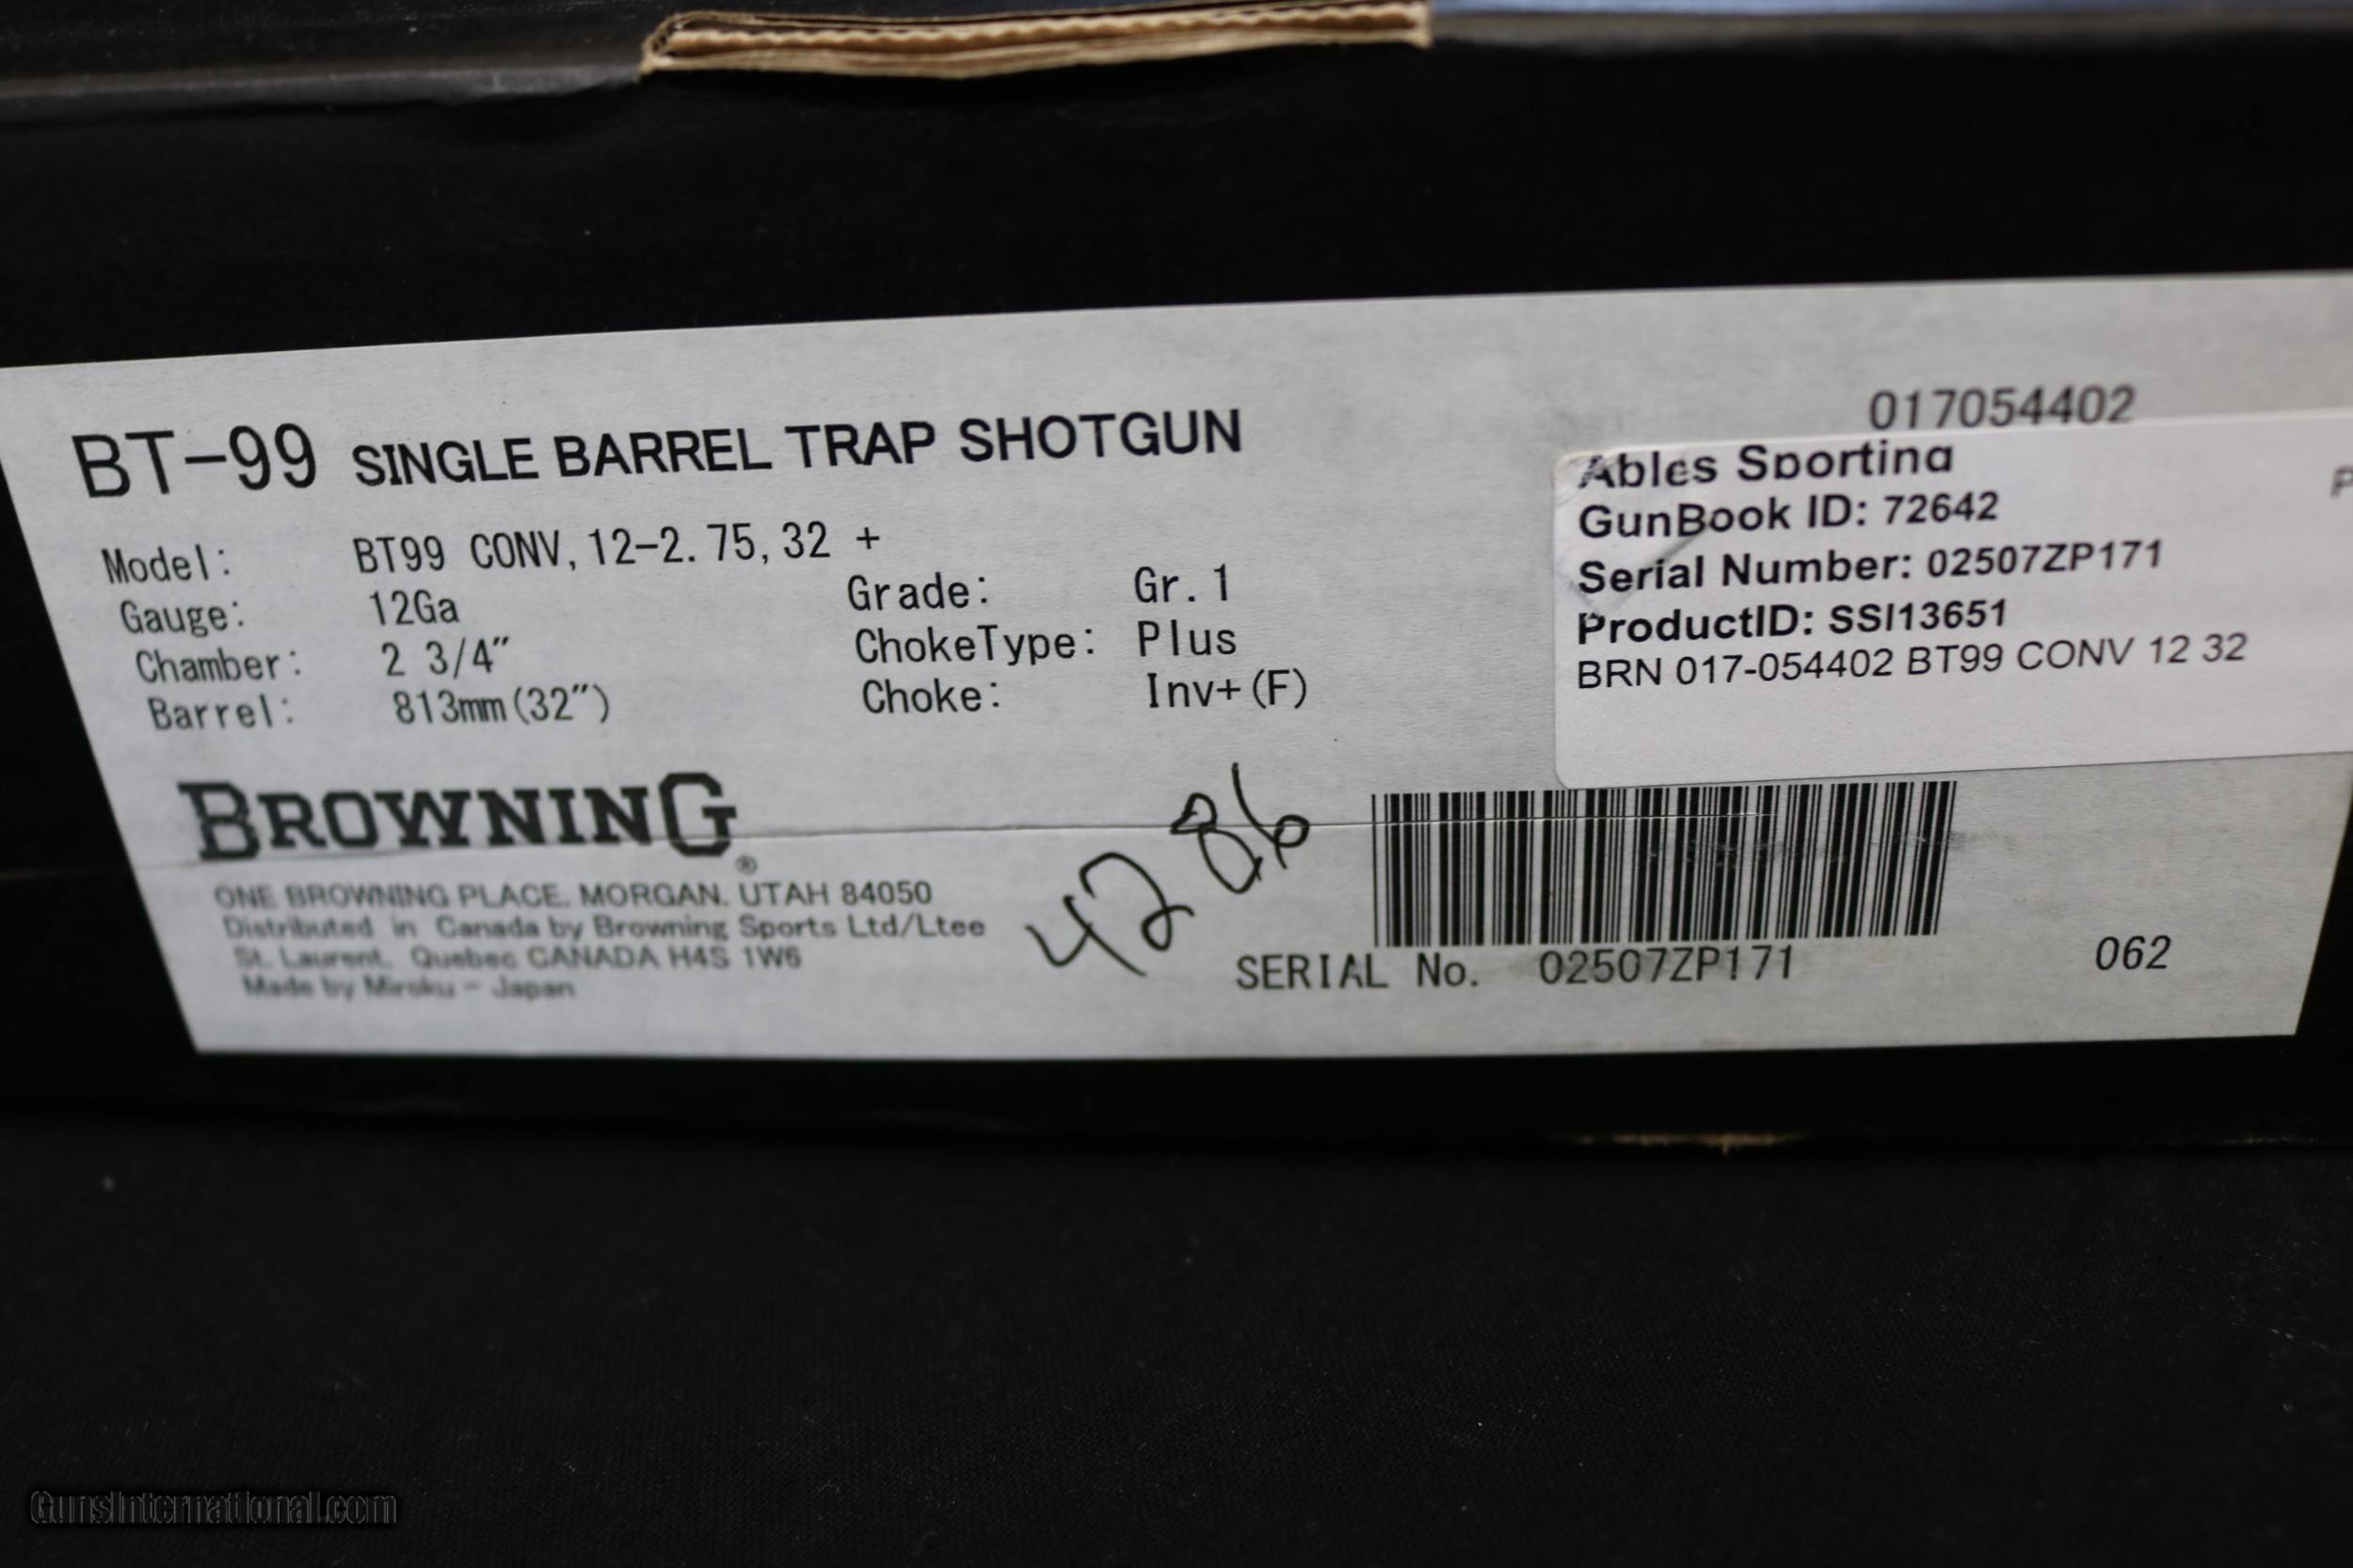 BT-99 SINGLE BARREL TRAP SHOTGUN
Model: BT99 CONV, 12-2.75, 32 +
Gauge: 12Ga
Chamber: 2 3/4"
Barrel: 813mm(32")
Grade: Gr.1
ChokeType: Plus
Choke: Inv+(F)
017054402
Ables Sporting
GunBook ID: 72642
Serial Number: 02507ZP171
ProductID: SSI13651
BRN 017-054402 BT99 CONV 12 32
P
BROWNING®
ONE BROWNING PLACE. MORGAN. UTAH 84050
Distributed in Canada by Browning Sports Ltd/Ltee
St. Laurent. Quebec CANADA H4S 1W6
Made by Miroku - Japan
4286
SERIAL No. 02507ZP171
062
GunsInternational.com